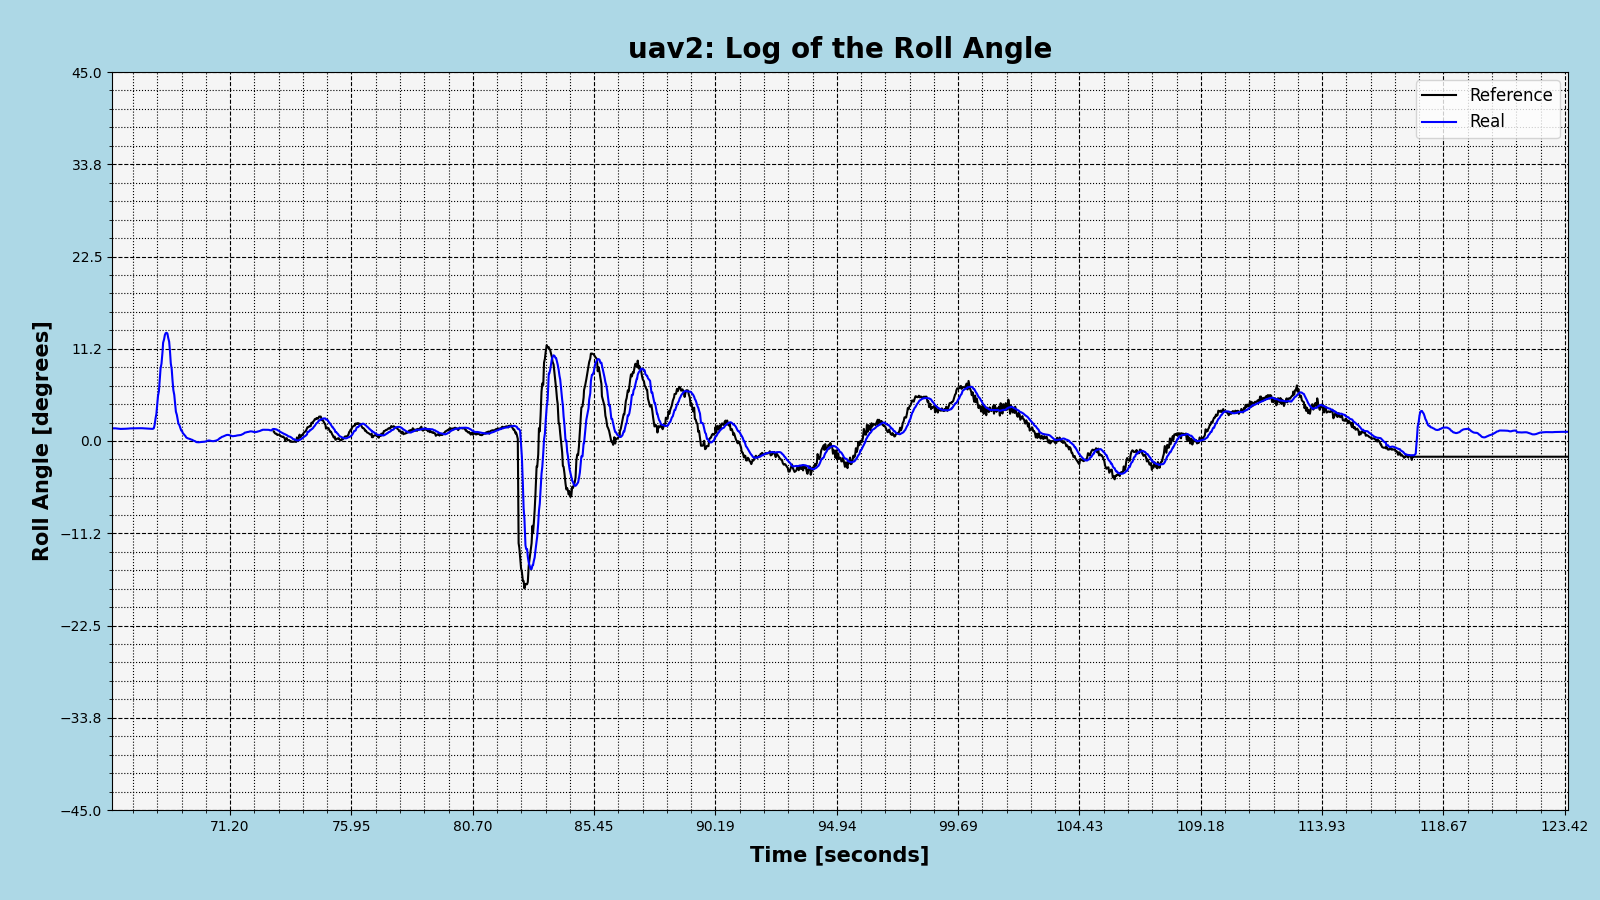 uav2: Log of the Roll Angle
45.0
33.8
22.5
11.2
0.0
−11.2
−22.5
−33.8
−45.0
Roll Angle [degrees]
Reference
Real
71.20 75.95 80.70 85.45 90.19 94.94 99.69 104.43 109.18 113.93 118.67 123.42
Time [seconds]